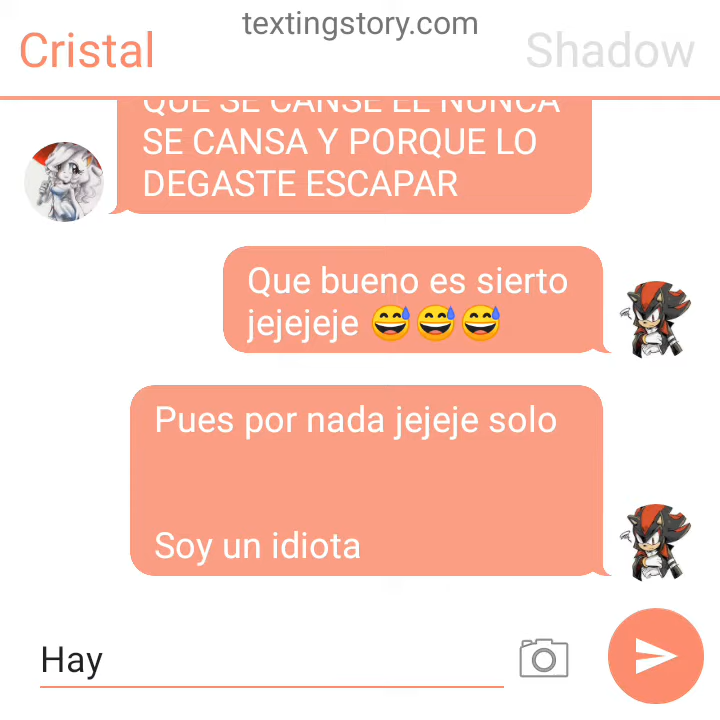 textingstory.com
Cristal
Shadow
QUE SE CANSE EL NUNCA
SE CANSA Y PORQUE LO
DEGASTE ESCAPAR
Que bueno es sierto
jejejeje 😅😅😅
Pues por nada jejeje solo
Soy un idiota
Hay